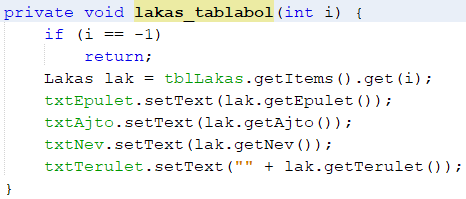 private void lakas_tablabol(int i) {
if (i == -1)
return;
Lakas lak = tblLakas.getItems().get(i);
txtEpulet.setText(lak.getEpulet());
txtAjto.setText(lak.getAjto());
txtNev.setText(lak.getNev());
txtTerulet.setText("" + lak.getTerulet());
}